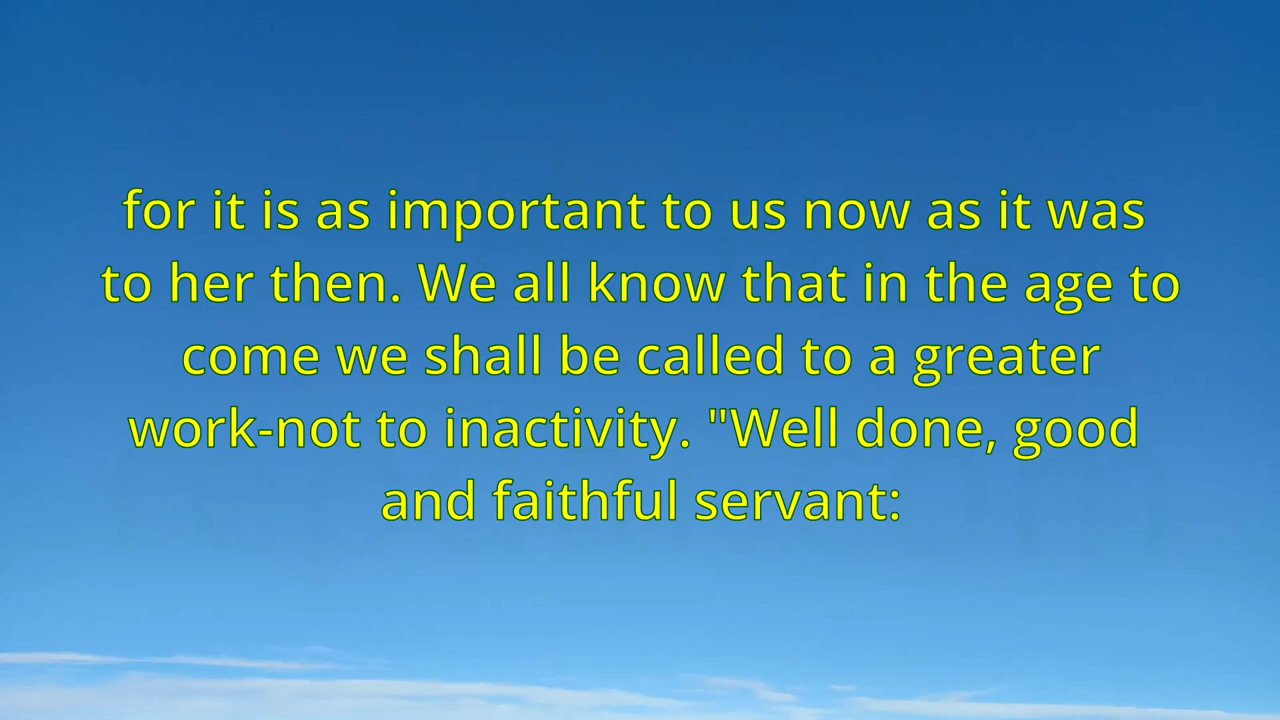 for it is as important to us now as it was
to her then. We all know that in the age to
come we shall be called to a greater
work-not to inactivity. "Well done, good
and faithful servant: